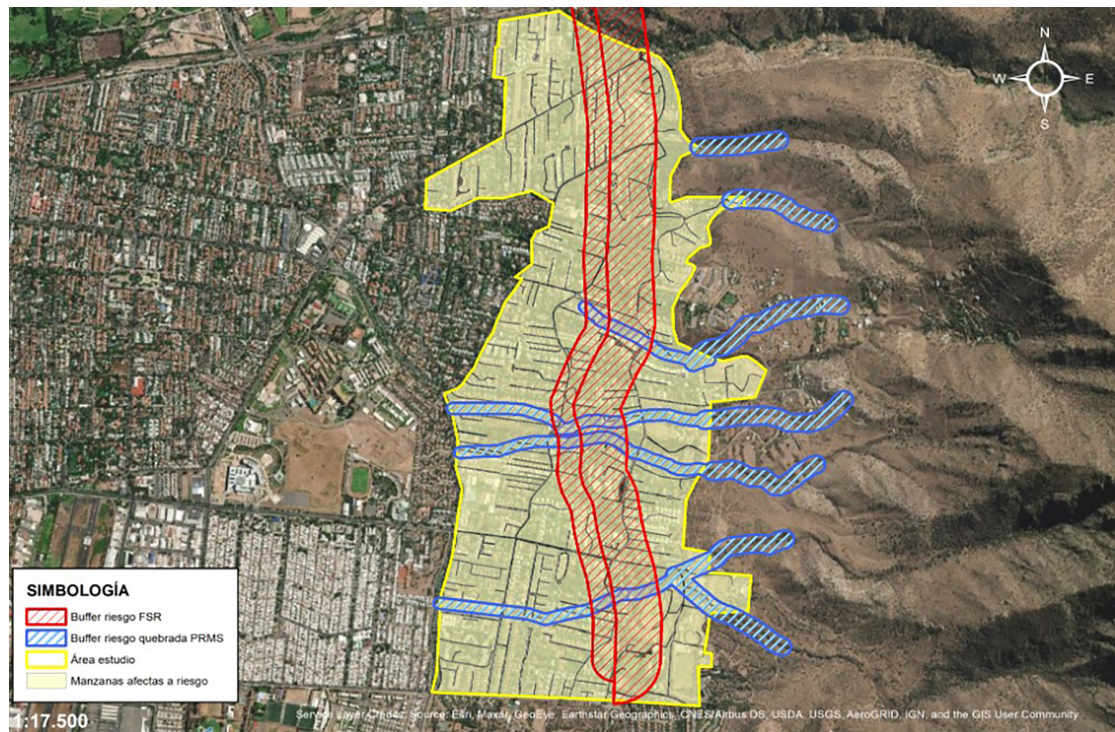 N
W E
S
SIMBOLOGÍA
Buffer riesgo FSR
Buffer riesgo quebrada PRMS
Área estudio
Manzanas afectas a riesgo
1:17.500
Service Layer Credits: Source: Esri, Maxar, GeoEye, Earthstar Geographics, CNES/Airbus DS, USDA, USGS, AeroGRID, IGN, and the GIS User Community